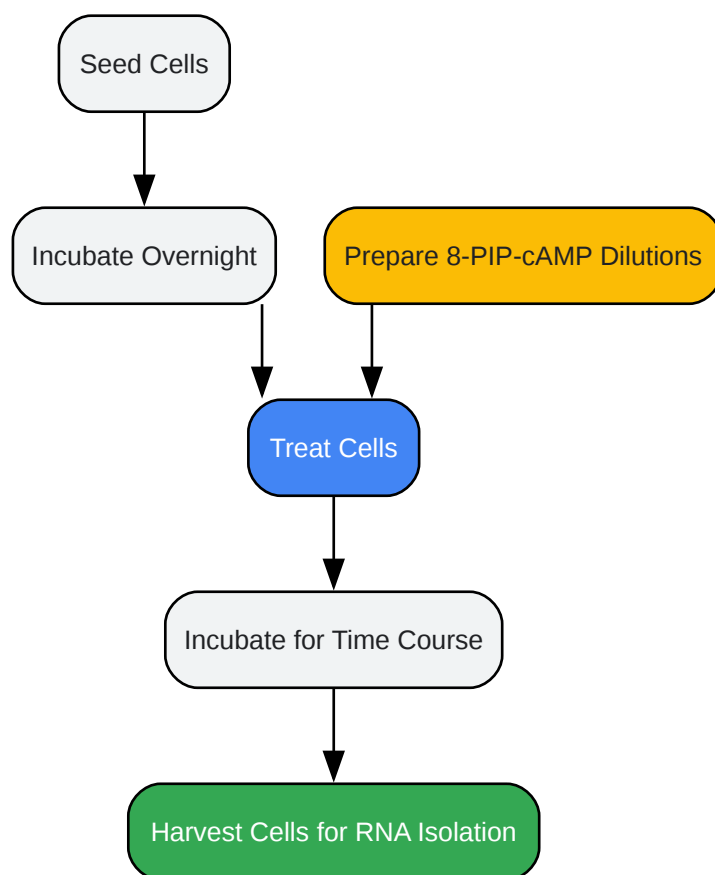 Seed Cells
Incubate Overnight
Prepare 8-PIP-cAMP Dilutions
Treat Cells
Incubate for Time Course
Harvest Cells for RNA Isolation